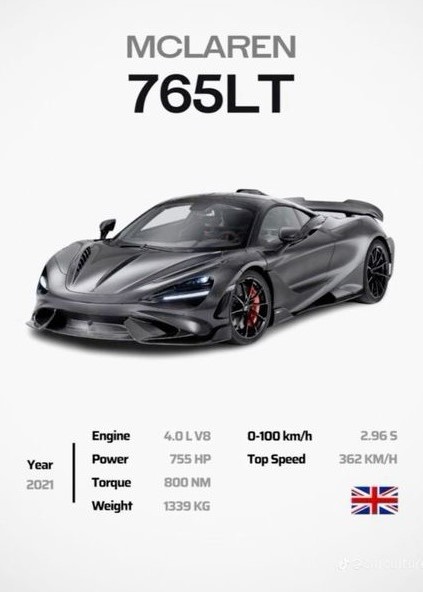 MCLAREN
765LT
Year
2021
Engine 4.0 L V8
Power 755 HP
Torque 800 NM
Weight 1339 KG
0-100 km/h 2.96 S
Top Speed 362 KM/H